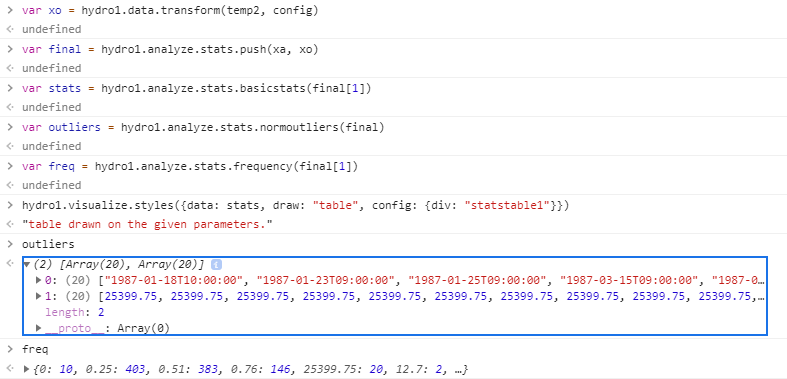 var xo = hydro1.data.transform(temp2, config)
undefined
var final = hydro1.analyze.stats.push(xa, xo)
undefined
var stats = hydro1.analyze.stats.basicstats(final[1])
undefined
var outliers = hydro1.analyze.stats.normoutliers(final)
undefined
var freq = hydro1.analyze.stats.frequency(final[1])
undefined
hydro1.visualize.styles({data: stats, draw: "table", config: {div: "statstable1"}})
"table drawn on the given parameters."
outliers
(2) [Array(20), Array(20)] i
0: (20) ["1987-01-18T10:00:00", "1987-01-23T09:00:00", "1987-01-25T09:00:00", "1987-03-15T09:00:00", "1987-0…
1: (20) [25399.75, 25399.75, 25399.75, 25399.75, 25399.75, 25399.75, 25399.75, 25399.75, 25399.75, 25399.75,…
length: 2
__proto__: Array(0)
freq
{0: 10, 0.25: 403, 0.51: 383, 0.76: 146, 25399.75: 20, 12.7: 2, …}